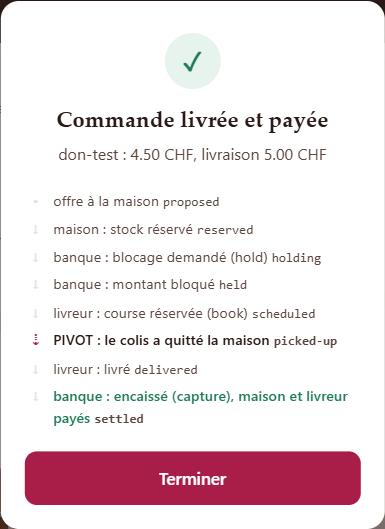 ✓
Commande livrée et payée
don-test : 4.50 CHF, livraison 5.00 CHF
offre à la maison proposed
↓ maison : stock réservé reserved
↓ banque : blocage demandé (hold) holding
↓ banque : montant bloqué held
↓ livreur : course réservée (book) scheduled
⇣ PIVOT : le colis a quitté la maison picked-up
↓ livreur : livré delivered
↓ banque : encaissé (capture), maison et livreur
payés settled
Terminer